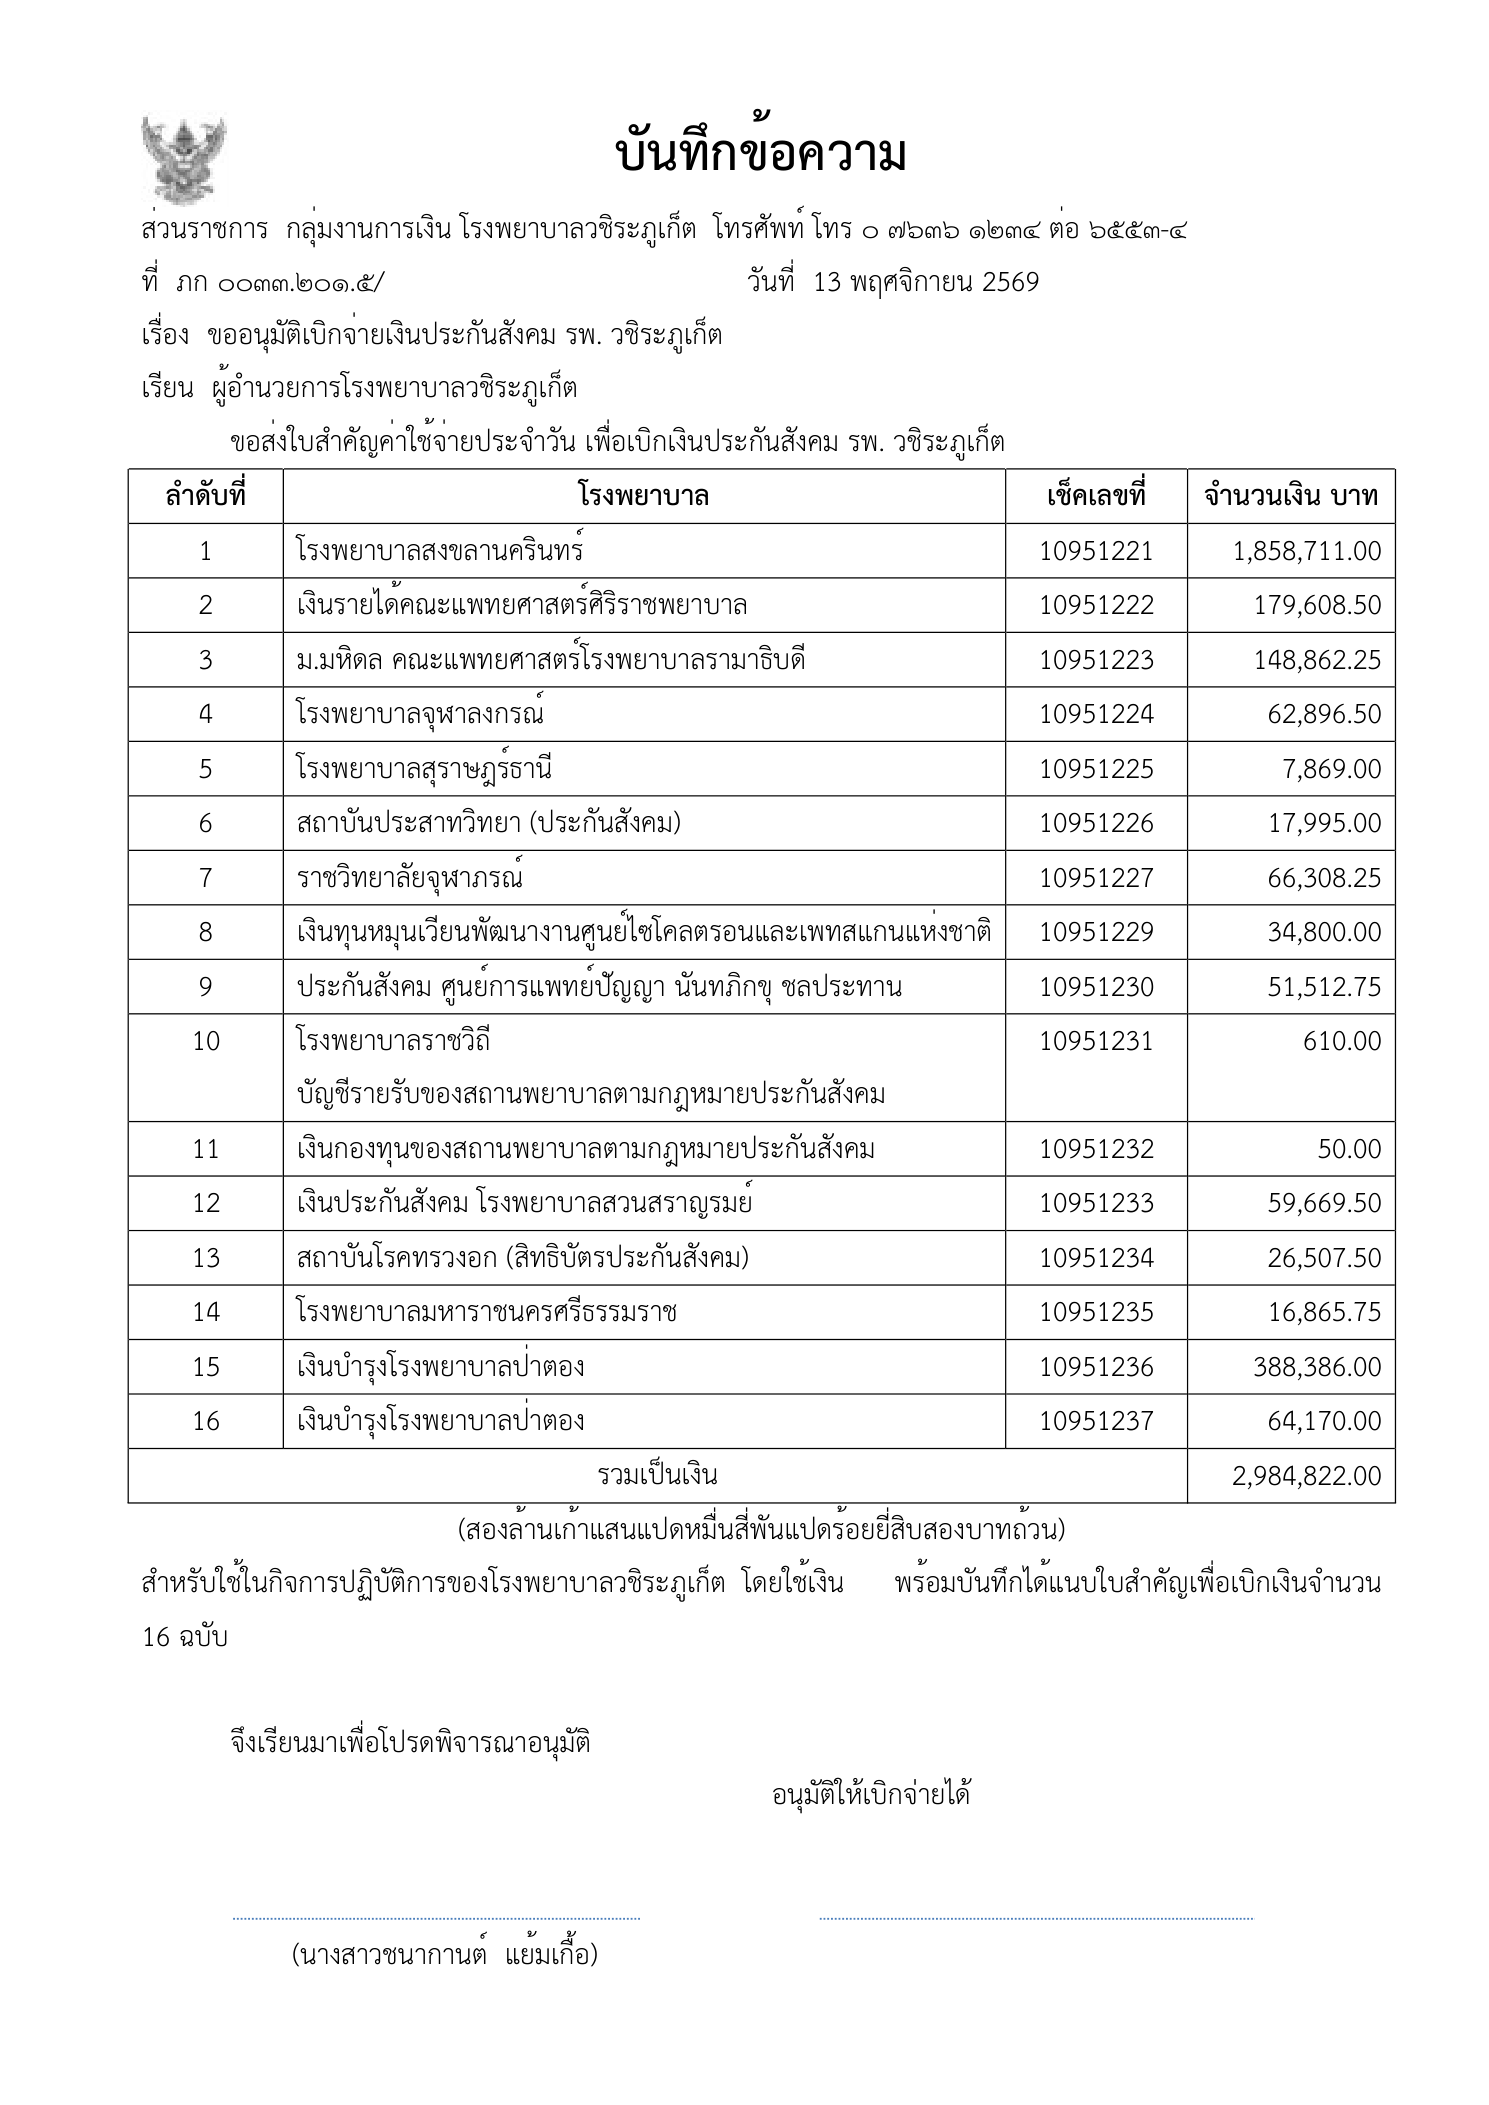 บันทึกข้อความ
ส่วนราชการ กลุ่มงานการเงิน โรงพยาบาลวชิระภูเก็ต โทรศัพท์ โทร ๐ ๗๖๓๖ ๑๒๓๔ ต่อ ๖๕๕๓-๔
ที่ ภก ๐๐๓๓.๒๐๑.๕/ วันที่ 13 พฤศจิกายน 2569
เรื่อง ขออนุมัติเบิกจ่ายเงินประกันสังคม รพ. วชิระภูเก็ต
เรียน ผู้อำนวยการโรงพยาบาลวชิระภูเก็ต
ขอส่งใบสำคัญค่าใช้จ่ายประจำวัน เพื่อเบิกเงินประกันสังคม รพ. วชิระภูเก็ต
ลำดับที่ โรงพยาบาล เช็คเลขที่ จำนวนเงิน บาท
1 โรงพยาบาลสงขลานครินทร์ 10951221 1,858,711.00
2 เงินรายได้คณะแพทยศาสตร์ศิริราชพยาบาล 10951222 179,608.50
3 ม.มหิดล คณะแพทยศาสตร์โรงพยาบาลรามาธิบดี 10951223 148,862.25
4 โรงพยาบาลจุฬาลงกรณ์ 10951224 62,896.50
5 โรงพยาบาลสุราษฎร์ธานี 10951225 7,869.00
6 สถาบันประสาทวิทยา (ประกันสังคม) 10951226 17,995.00
7 ราชวิทยาลัยจุฬาภรณ์ 10951227 66,308.25
8 เงินทุนหมุนเวียนพัฒนางานศูนย์ไซโคลตรอนและเพทสแกนแห่งชาติ 10951229 34,800.00
9 ประกันสังคม ศูนย์การแพทย์ปัญญา นันทภิกขุ ชลประทาน 10951230 51,512.75
10 โรงพยาบาลราชวิถี 10951231 610.00
บัญชีรายรับของสถานพยาบาลตามกฎหมายประกันสังคม
11 เงินกองทุนของสถานพยาบาลตามกฎหมายประกันสังคม 10951232 50.00
12 เงินประกันสังคม โรงพยาบาลสวนสราญรมย์ 10951233 59,669.50
13 สถาบันโรคทรวงอก (สิทธิบัตรประกันสังคม) 10951234 26,507.50
14 โรงพยาบาลมหาราชนครศรีธรรมราช 10951235 16,865.75
15 เงินบำรุงโรงพยาบาลป่าตอง 10951236 388,386.00
16 เงินบำรุงโรงพยาบาลป่าตอง 10951237 64,170.00
รวมเป็นเงิน 2,984,822.00
(สองล้านเก้าแสนแปดหมื่นสี่พันแปดร้อยยี่สิบสองบาทถ้วน)
สำหรับใช้ในกิจการปฏิบัติการของโรงพยาบาลวชิระภูเก็ต โดยใช้เงิน พร้อมบันทึกได้แนบใบสำคัญเพื่อเบิกเงินจำนวน
16 ฉบับ
จึงเรียนมาเพื่อโปรดพิจารณาอนุมัติ
อนุมัติให้เบิกจ่ายได้
(นางสาวชนากานต์ แย้มเกื้อ)